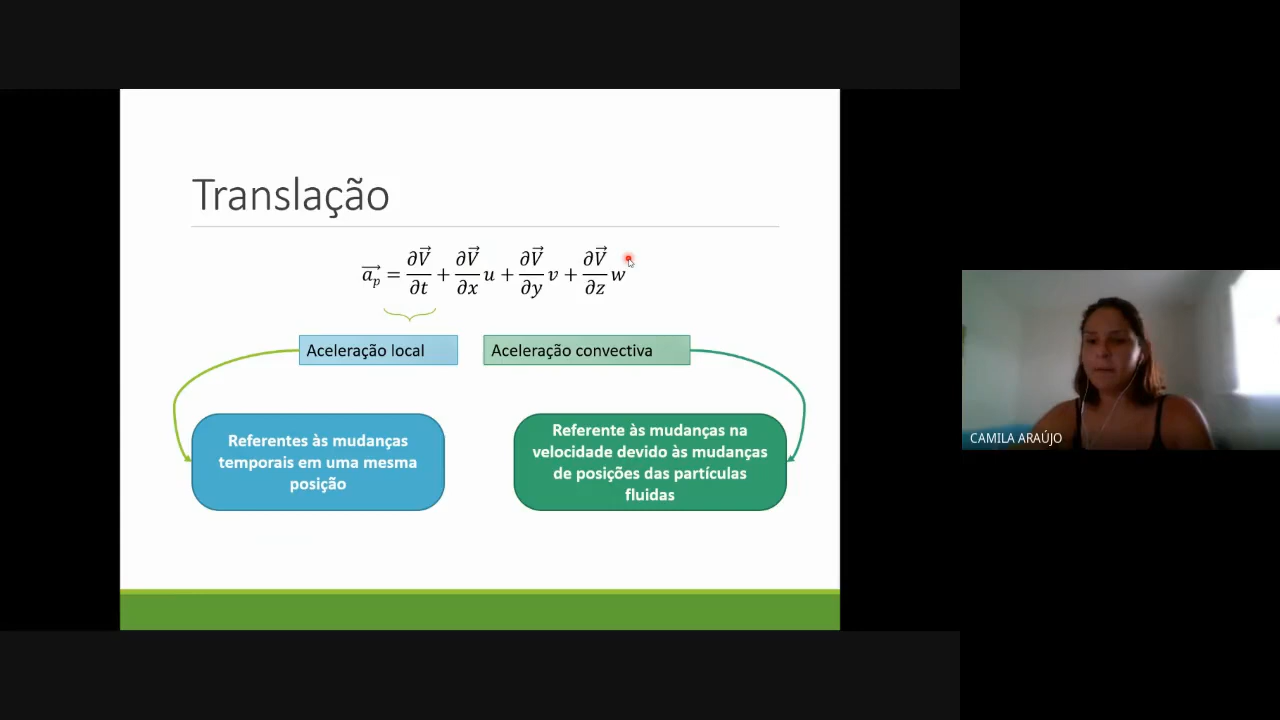 Translação
$\vec{a_p} = \frac{\partial \vec{V}}{\partial t} + \frac{\partial \vec{V}}{\partial x} u + \frac{\partial \vec{V}}{\partial y} v + \frac{\partial \vec{V}}{\partial z} w$
Aceleração local
Aceleração convectiva
Referentes às mudanças
temporais em uma mesma
posição
Referente às mudanças na
velocidade devido às mudanças
de posições das partículas
fluidas
CAMILA ARAÚJO